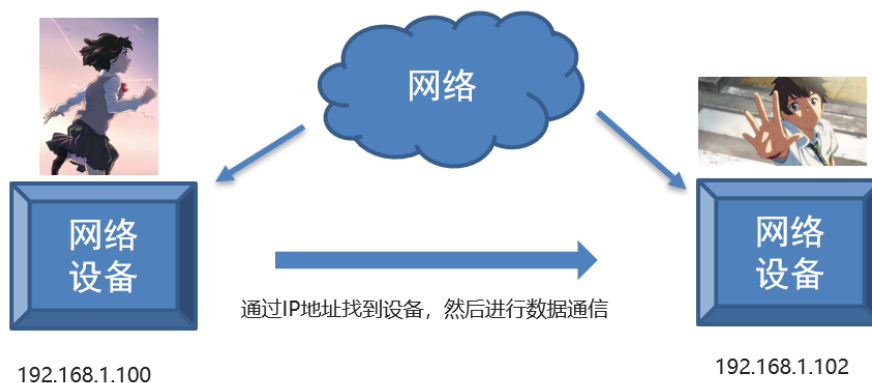 网络
网络
设备
网络
设备
通过IP地址找到设备，然后进行数据通信
192.168.1.100
192.168.1.102